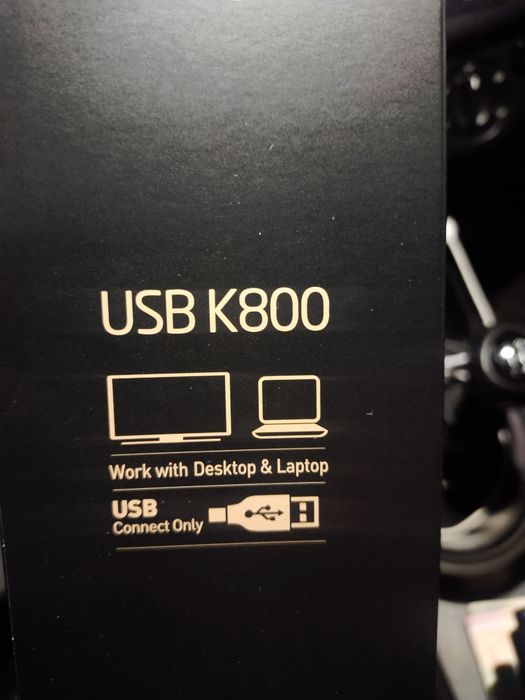 USB K800
Work with Desktop & Laptop
USB
Connect Only